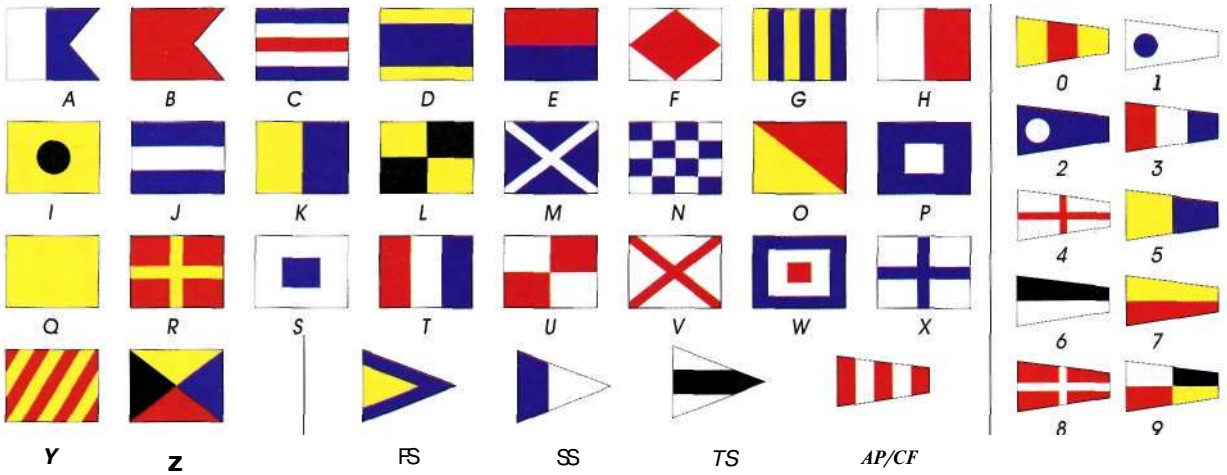 A B C D E F G H 0 1
I J K L M N O P 2 3
4 5
Q R S T U V W X 6 7
8 9
Y Z FS SS TS AP/CF